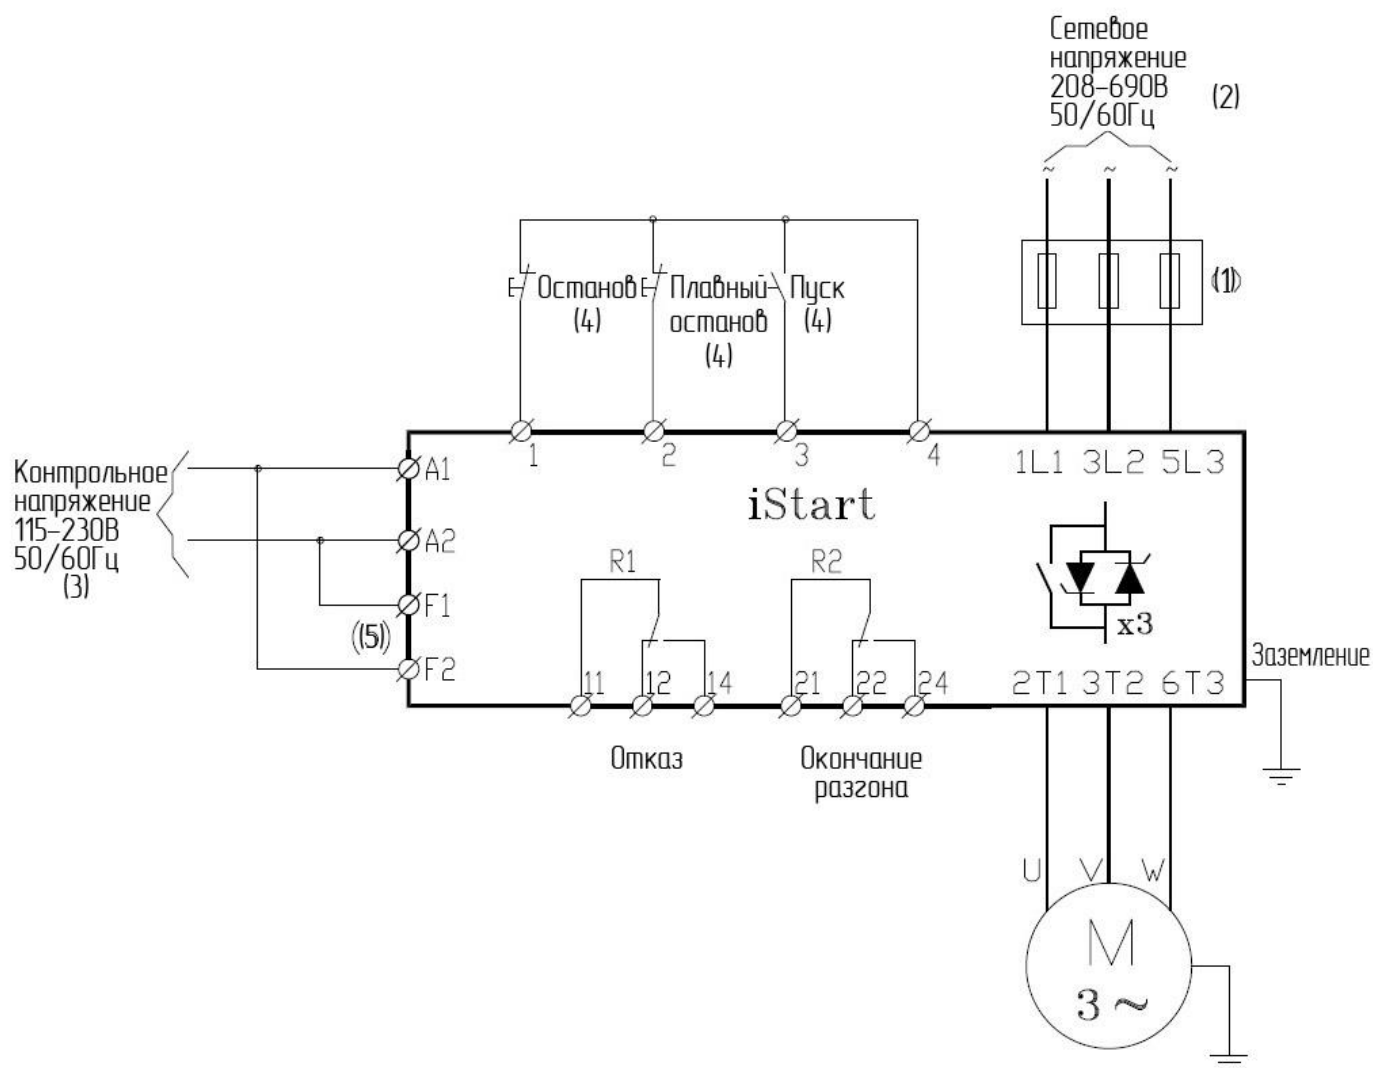 Сетевое
напряжение
208-690В
50/60Гц
(2)
(1)
Останов
(4)
Плавный
останов
(4)
Пуск
(4)
1 2 3 4
1L1 3L2 5L3
Контрольное
напряжение
115-230В
50/60Гц
(3)
A1
A2
F1
(5)
F2
iStart
R1 R2
x3
11 12 14 21 22 24
2T1 3T2 6T3
Заземление
Отказ
Окончание
разгона
U V W
M
3 ~